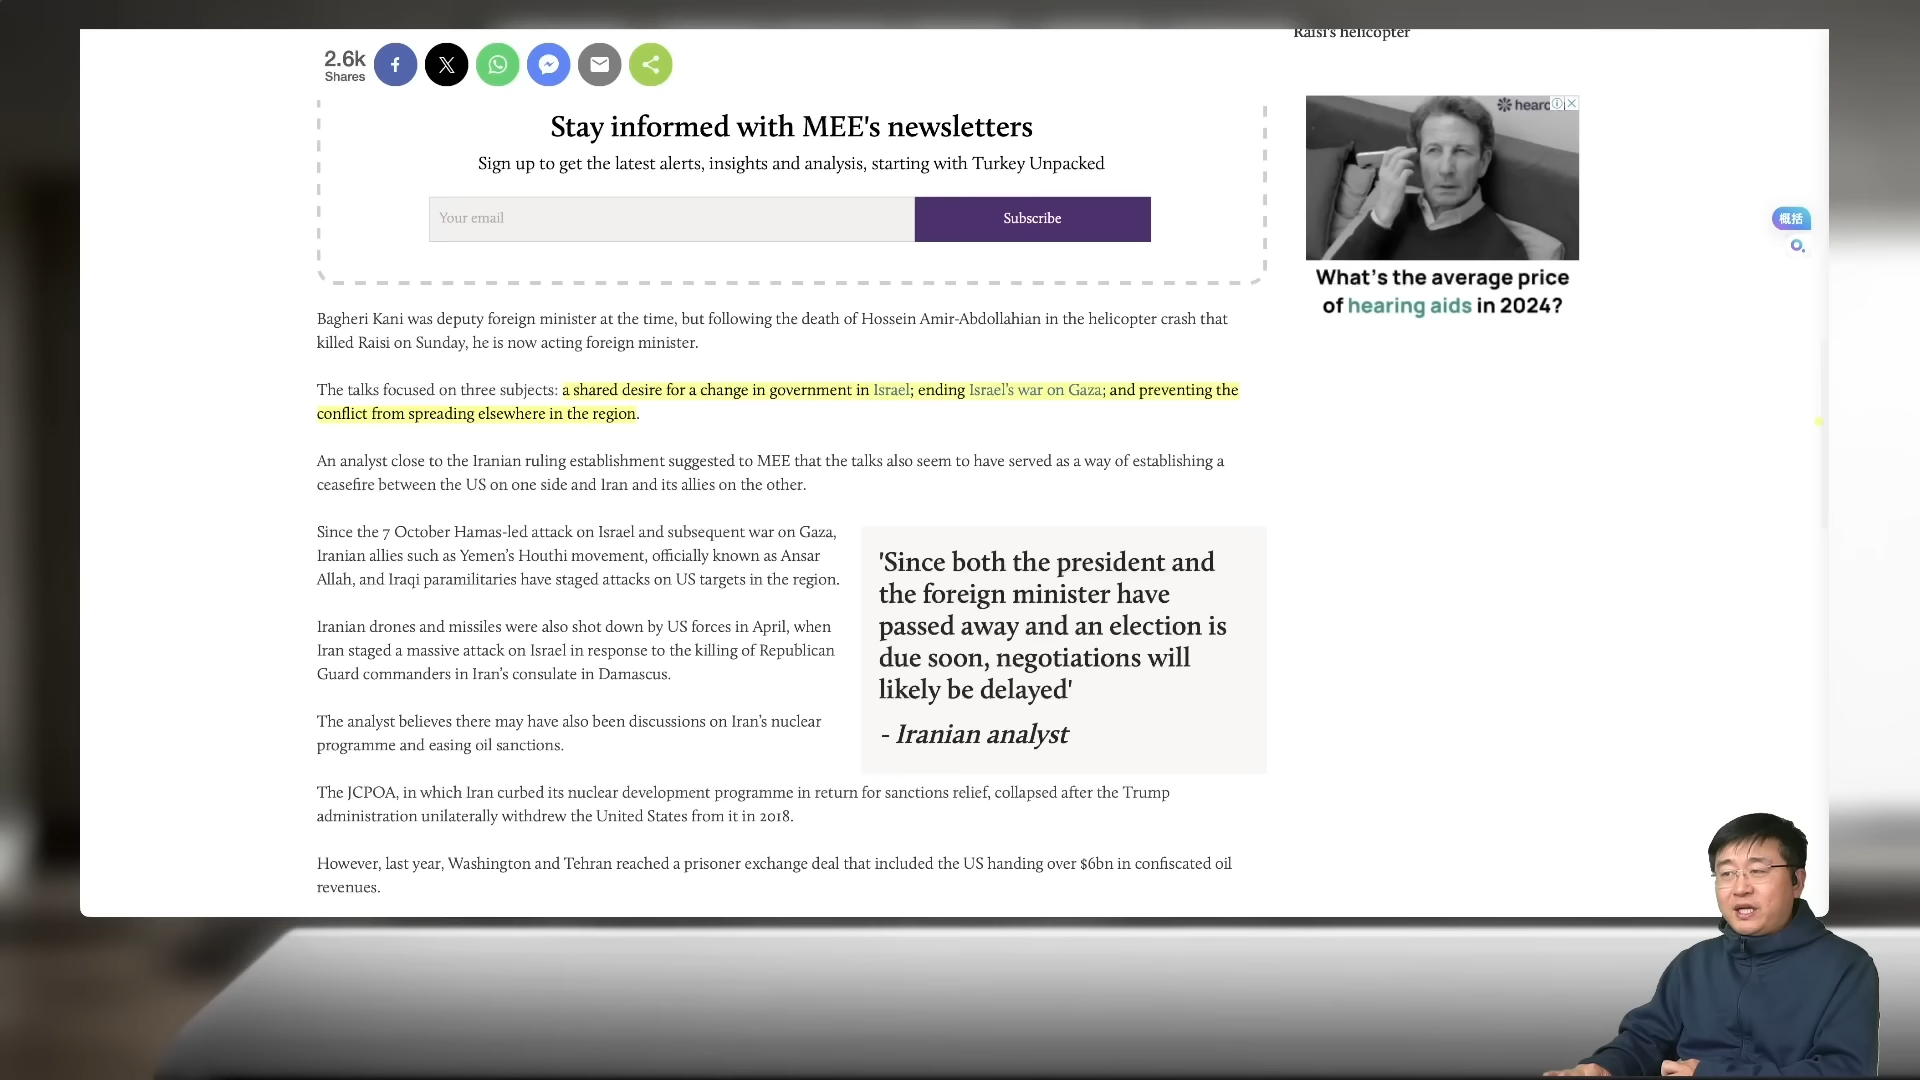 Raisi's helicopter
2.6k
Shares
Stay informed with MEE's newsletters
Sign up to get the latest alerts, insights and analysis, starting with Turkey Unpacked
Your email
Subscribe
Bagheri Kani was deputy foreign minister at the time, but following the death of Hossein Amir-Abdollahian in the helicopter crash that
killed Raisi on Sunday, he is now acting foreign minister.
The talks focused on three subjects: a shared desire for a change in government in Israel; ending Israel's war on Gaza; and preventing the
conflict from spreading elsewhere in the region.
An analyst close to the Iranian ruling establishment suggested to MEE that the talks also seem to have served as a way of establishing a
ceasefire between the US on one side and Iran and its allies on the other.
Since the 7 October Hamas-led attack on Israel and subsequent war on Gaza,
Iranian allies such as Yemen's Houthi movement, officially known as Ansar
Allah, and Iraqi paramilitaries have staged attacks on US targets in the region.
Iranian drones and missiles were also shot down by US forces in April, when
Iran staged a massive attack on Israel in response to the killing of Republican
Guard commanders in Iran's consulate in Damascus.
The analyst believes there may have also been discussions on Iran's nuclear
programme and easing oil sanctions.
'Since both the president and
the foreign minister have
passed away and an election is
due soon, negotiations will
likely be delayed'
- Iranian analyst
The JCPOA, in which Iran curbed its nuclear development programme in return for sanctions relief, collapsed after the Trump
administration unilaterally withdrew the United States from it in 2018.
However, last year, Washington and Tehran reached a prisoner exchange deal that included the US handing over $6bn in confiscated oil
revenues.
What's the average price
of hearing aids in 2024?
概括